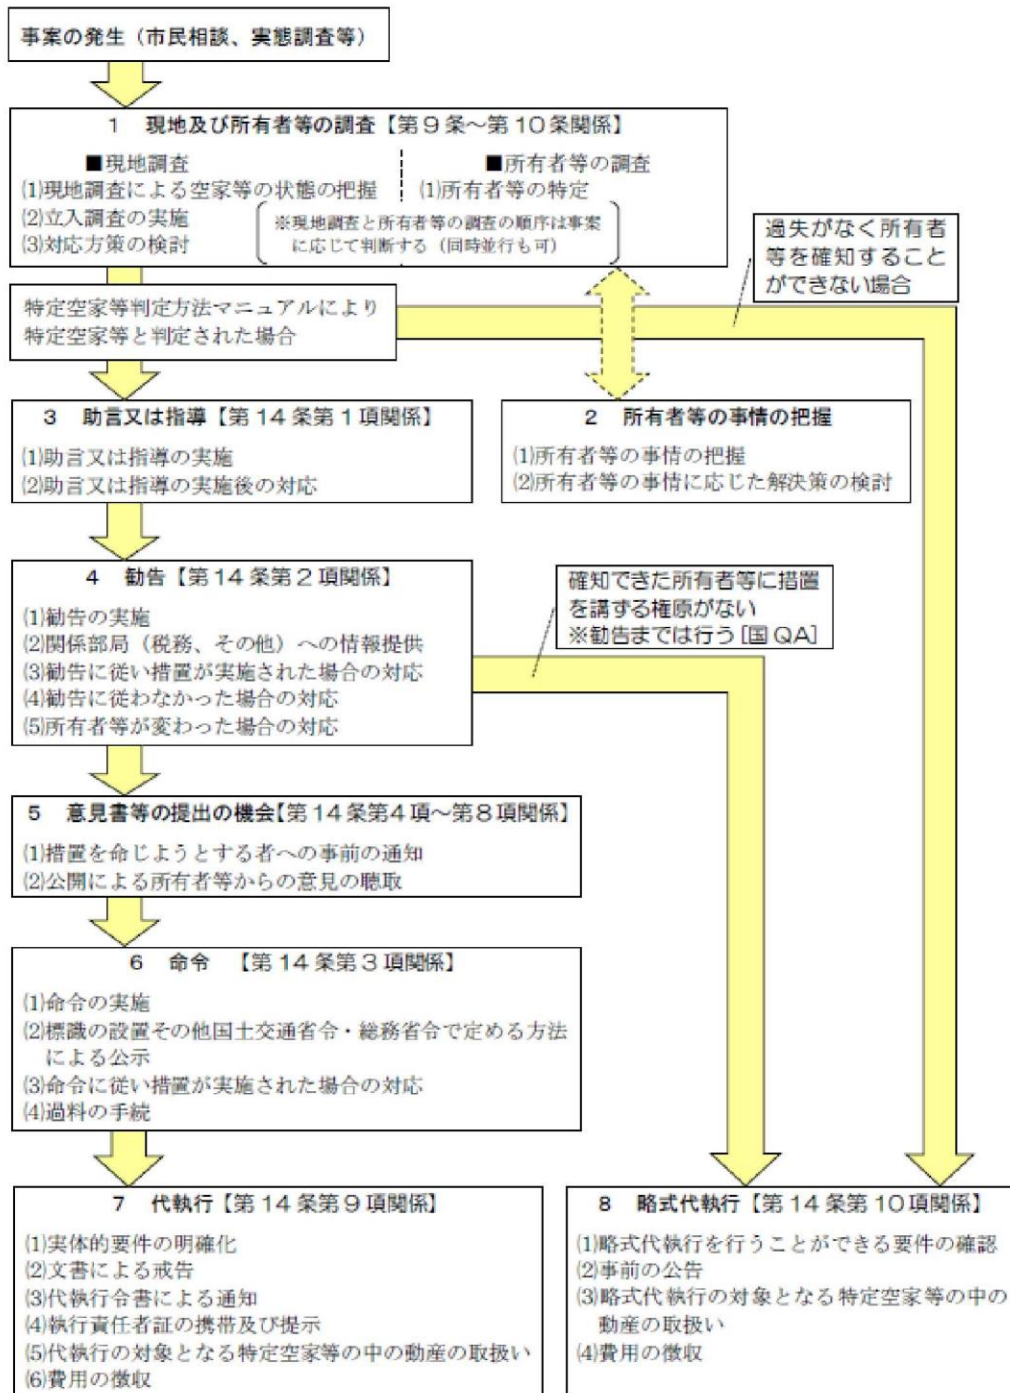 事案の発生（市民相談、実態調査等）
1 現地及び所有者等の調査【第９条～第10条関係】
■現地調査
⑴現地調査による空家等の状態の把握
⑵立入調査の実施
⑶対応方策の検討
■所有者等の調査
⑴所有者等の特定
※現地調査と所有者等の調査の順序は事案
に応じて判断する（同時並行も可）
過失がなく所有者
等を確知すること
ができない場合
特定空家等判定方法マニュアルにより
特定空家等と判定された場合
3 助言又は指導【第14条第１項関係】
⑴助言又は指導の実施
⑵助言又は指導の実施後の対応
2 所有者等の事情の把握
⑴所有者等の事情の把握
⑵所有者等の事情に応じた解決策の検討
4 勧告【第14条第２項関係】
⑴勧告の実施
⑵関係部局（税務、その他）への情報提供
⑶勧告に従い措置が実施された場合の対応
⑷勧告に従わなかった場合の対応
⑸所有者等が変わった場合の対応
確知できた所有者等に措置
を講ずる権原がない
※勧告までは行う［国QA］
5 意見書等の提出の機会【第14条第４項～第８項関係】
⑴措置を命じようとする者への事前の通知
⑵公開による所有者等からの意見の聴取
6 命令 【第14条第３項関係】
⑴命令の実施
⑵標識の設置その他国土交通省令・総務省令で定める方法
による公示
⑶命令に従い措置が実施された場合の対応
⑷過料の手続
7 代執行【第14条第９項関係】
⑴実体的要件の明確化
⑵文書による戒告
⑶代執行令書による通知
⑷執行責任者証の携帯及び提示
⑸代執行の対象となる特定空家等の中の動産の取扱い
⑹費用の徴収
8 略式代執行【第14条第10項関係】
⑴略式代執行を行うことができる要件の確認
⑵事前の公告
⑶略式代執行の対象となる特定空家等の中の
動産の取扱い
⑷費用の徴収